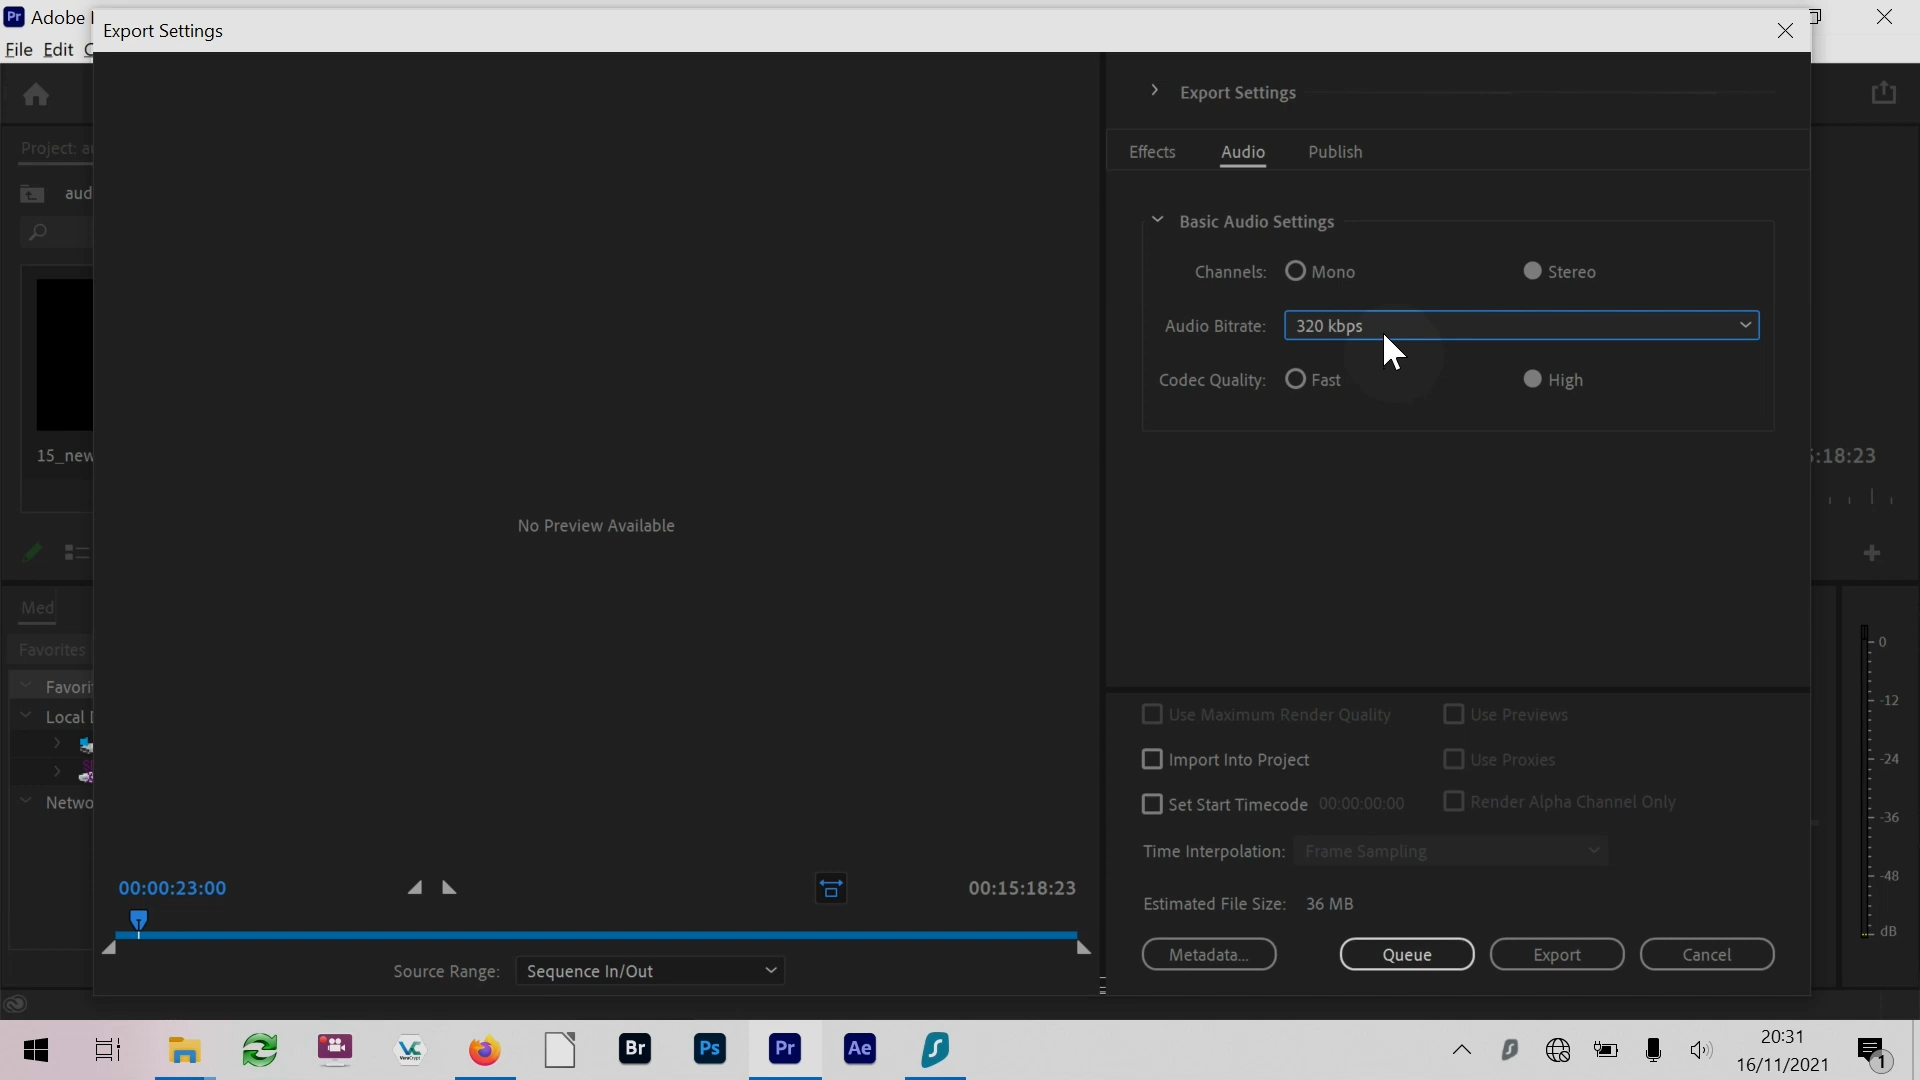 Pr Adobe
Export Settings
File Edit
Export Settings
Project:
Effects Audio Publish
aud
Basic Audio Settings
Channels: Mono Stereo
Audio Bitrate: 320 kbps
Codec Quality: Fast High
15_new
:18:23
No Preview Available
Med
Favorites
Favori
Local
Netwo
0
-12
-24
-36
-48
dB
Use Maximum Render Quality Use Previews
Import Into Project Use Proxies
Set Start Timecode 00:00:00:00 Render Alpha Channel Only
Time Interpolation: Frame Sampling
00:00:23:00 00:15:18:23
Estimated File Size: 36 MB
Metadata... Queue Export Cancel
Source Range: Sequence In/Out
VC
Br Ps Pr Ae
20:31
16/11/2021
1